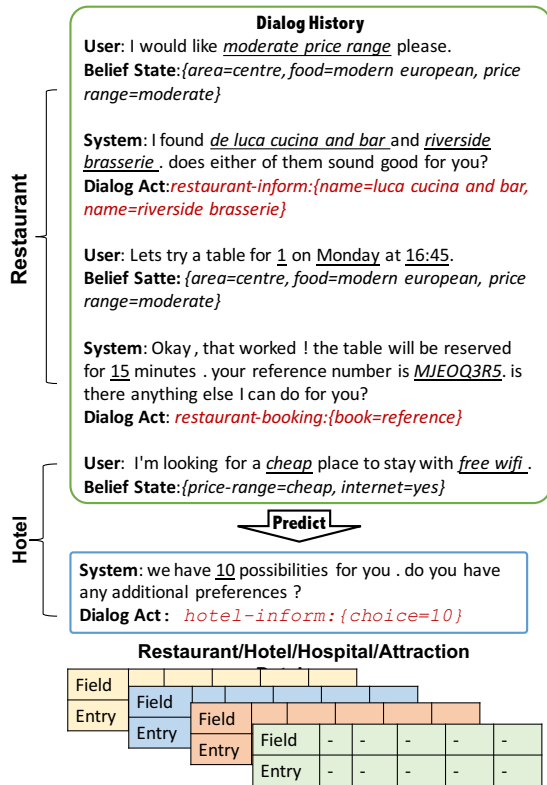 Dialog History
User: I would like moderate price range please.
Belief State:{area=centre, food=modern european, price
range=moderate}
System: I found de luca cucina and bar and riverside
brasserie . does either of them sound good for you?
Dialog Act:restaurant-inform:{name=luca cucina and bar,
name=riverside brasserie}
User: Lets try a table for 1 on Monday at 16:45.
Belief Satte: {area=centre, food=modern european, price
range=moderate}
System: Okay , that worked ! the table will be reserved
for 15 minutes . your reference number is MJEOQ3R5. is
there anything else I can do for you?
Dialog Act: restaurant-booking:{book=reference}
User: I'm looking for a cheap place to stay with free wifi .
Belief State:{price-range=cheap, internet=yes}
Restaurant
Hotel
Predict
System: we have 10 possibilities for you . do you have
any additional preferences ?
Dialog Act : hotel-inform:{choice=10}
Restaurant/Hotel/Hospital/Attraction
Field
Entry
Field
Entry
Field
Entry
Field - - - - -
Entry - - - - -